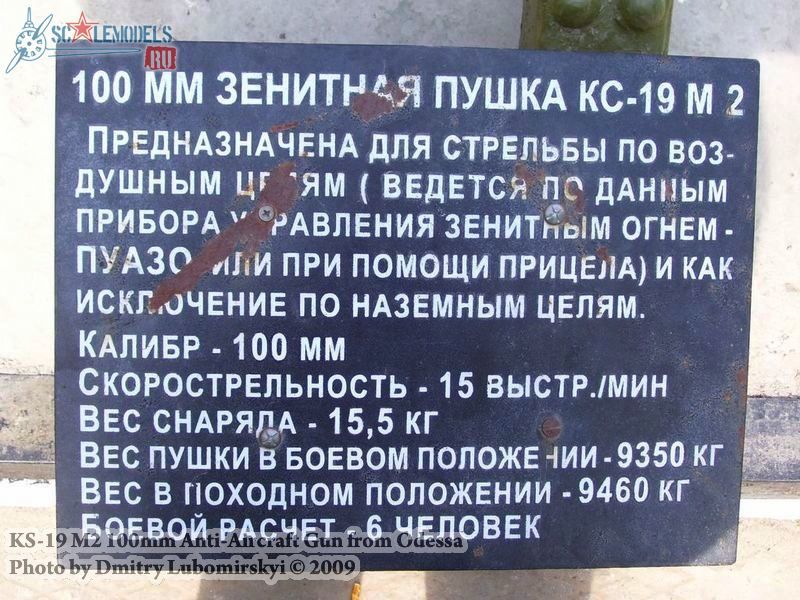 SCALEMODELS
RU
100 ММ ЗЕНИТНАЯ ПУШКА КС-19 М 2
ПРЕДНАЗНАЧЕНА ДЛЯ СТРЕЛЬБЫ ПО ВОЗ-
ДУШНЫМ ЦЕЛЯМ ( ВЕДЕТСЯ ПО ДАННЫМ
ПРИБОРА УПРАВЛЕНИЯ ЗЕНИТНЫМ ОГНЕМ -
ПУАЗО ИЛИ ПРИ ПОМОЩИ ПРИЦЕЛА) И КАК
ИСКЛЮЧЕНИЕ ПО НАЗЕМНЫМ ЦЕЛЯМ.
КАЛИБР - 100 ММ
СКОРОСТРЕЛЬНОСТЬ - 15 ВЫСТР./МИН
ВЕС СНАРЯДА - 15,5 КГ
ВЕС ПУШКИ В БОЕВОМ ПОЛОЖЕНИИ - 9350 КГ
ВЕС В ПОХОДНОМ ПОЛОЖЕНИИ - 9460 КГ
БОЕВОЙ РАСЧЕТ - 6 ЧЕЛОВЕК
KS-19 M2 100mm Anti-Aircraft Gun from Odessa
Photo by Dmitry Lubomirskyi © 2009